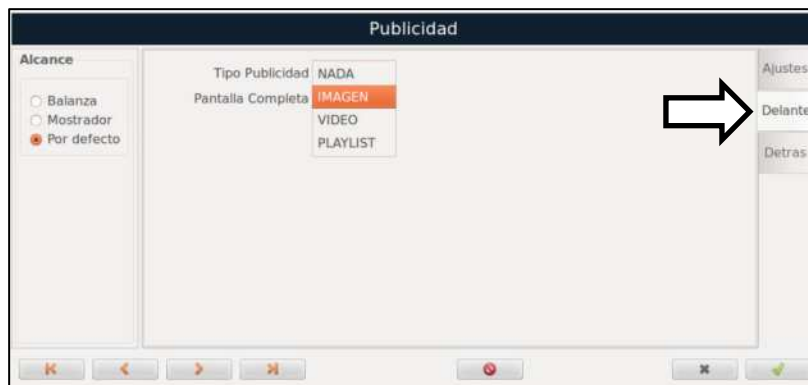 Publicidad
Alcance
Balanza
Mostrador
Por defecto
Tipo Publicidad NADA
Pantalla Completa IMAGEN
VIDEO
PLAYLIST
Ajustes
Delante
Detras